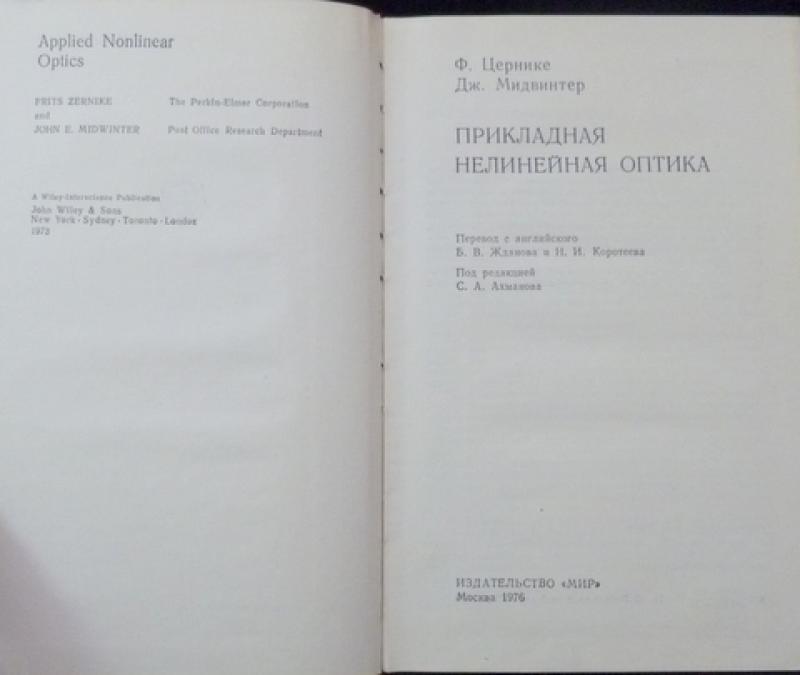 Applied Nonlinear
Optics
FRITS ZERNIKE The Perkin-Elmer Corporation
and
JOHN E. MIDWINTER Post Office Research Department
A Wiley-Interscience Publication
John Wiley & Sons
New York · Sydney · Toronto · London
1973
Ф. Цернике
Дж. Мидвинтер
ПРИКЛАДНАЯ
НЕЛИНЕЙНАЯ ОПТИКА
Перевод с английского
Б. В. Жданова и Н. И. Коротеева
Под редакцией
С. А. Ахманова
ИЗДАТЕЛЬСТВО «МИР»
Москва 1976